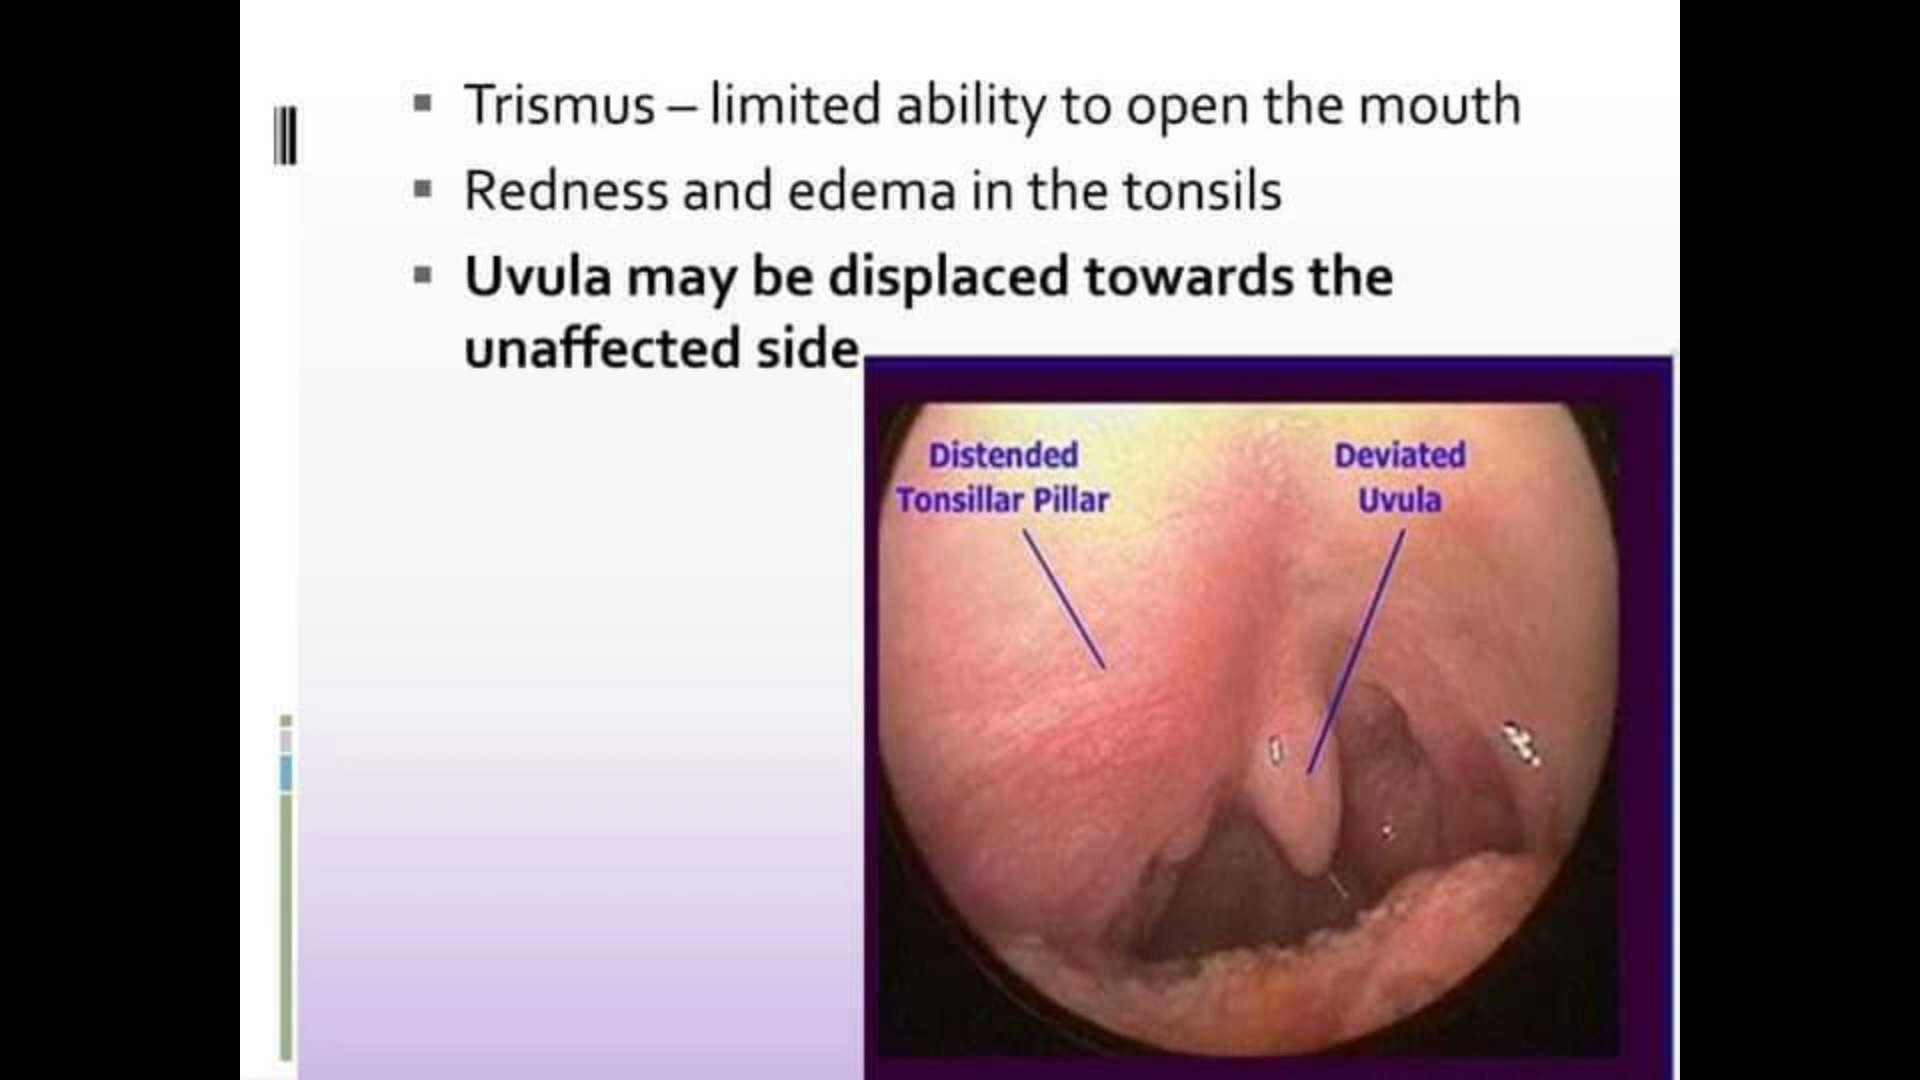 Trismus – limited ability to open the mouth
Redness and edema in the tonsils
Uvula may be displaced towards the
unaffected side
Distended
Tonsillar Pillar
Deviated
Uvula